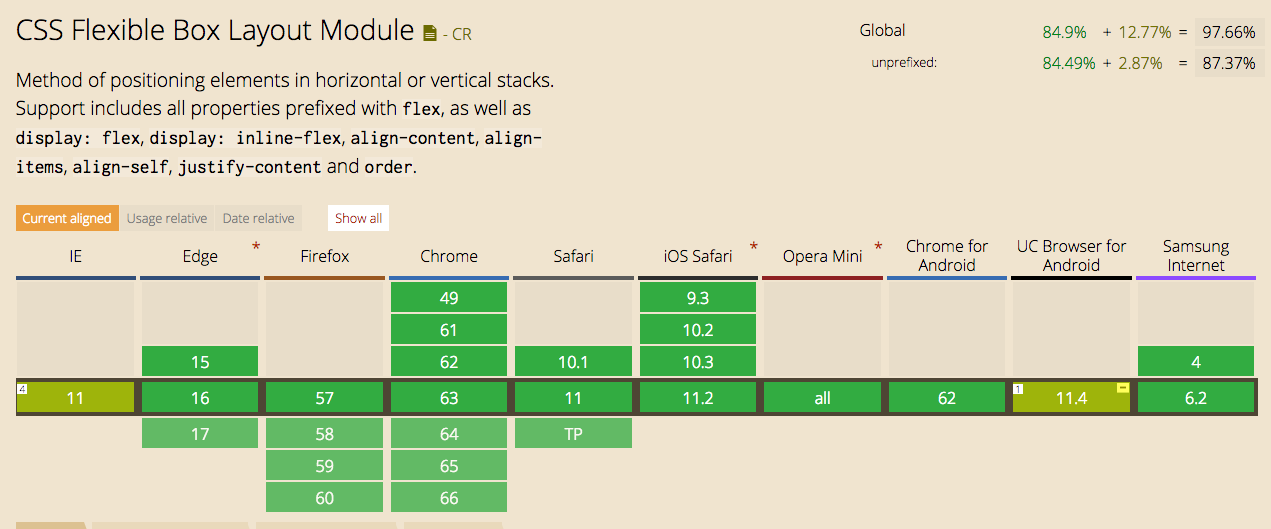 CSS Flexible Box Layout Module - CR
Global 84.9% + 12.77% = 97.66%
unprefixed: 84.49% + 2.87% = 87.37%
Method of positioning elements in horizontal or vertical stacks.
Support includes all properties prefixed with flex, as well as
display: flex, display: inline-flex, align-content, align-
items, align-self, justify-content and order.
Current aligned Usage relative Date relative Show all
IE Edge * Firefox Chrome Safari iOS Safari * Opera Mini * Chrome for Android UC Browser for Android Samsung Internet
49 9.3
61 10.2
15 62 10.1 10.3 4
4 11 16 57 63 11 11.2 all 62 1 11.4 - 6.2
17 58 64 TP
59 65
60 66